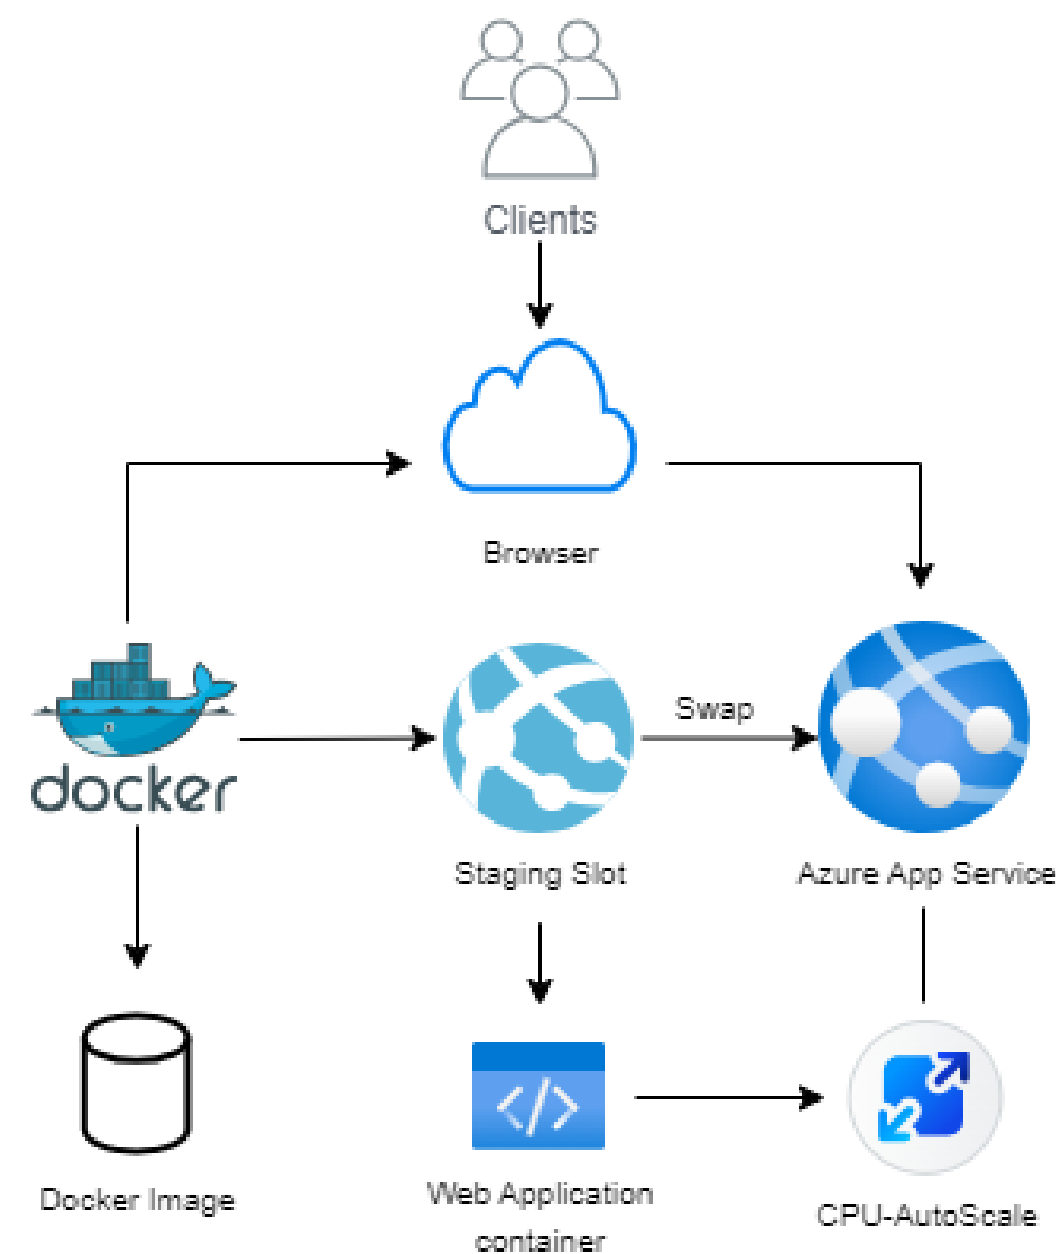 Clients
Browser
docker
Swap
Staging Slot
Azure App Service
</>
Docker Image
Web Application
container
CPU-AutoScale